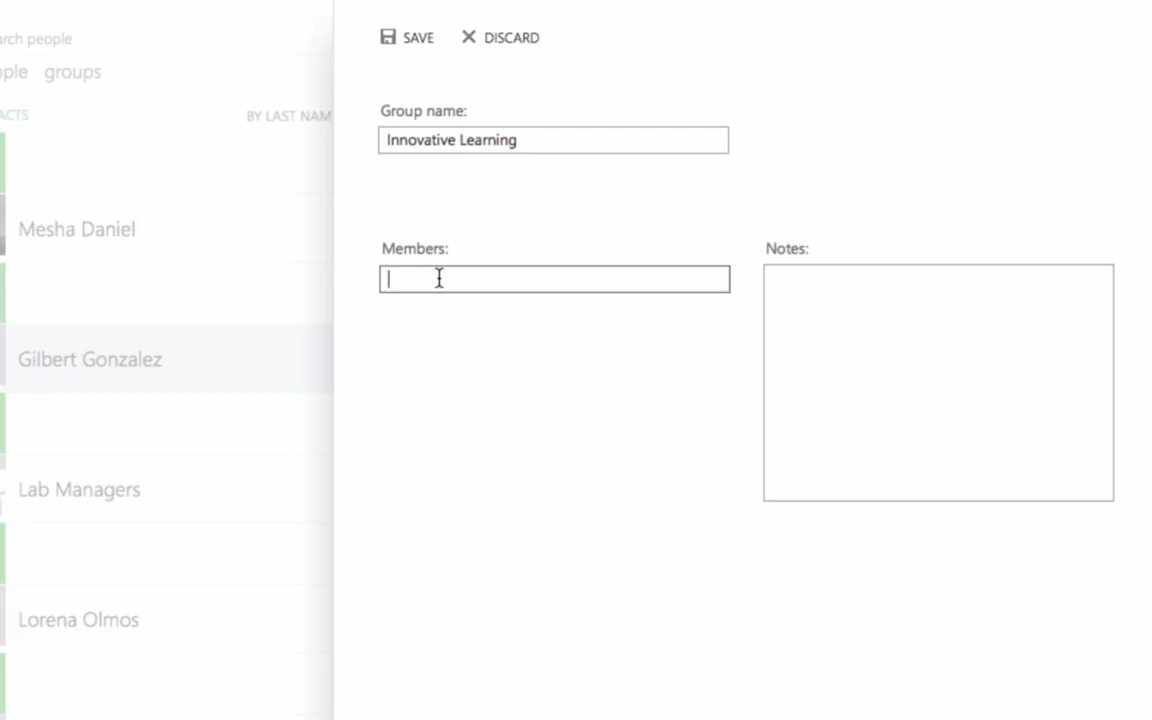 arch people
ple groups
ACTS BY LAST NAM
Mesha Daniel
Gilbert Gonzalez
Lab Managers
Lorena Olmos
SAVE DISCARD
Group name:
Innovative Learning
Members:
Notes: